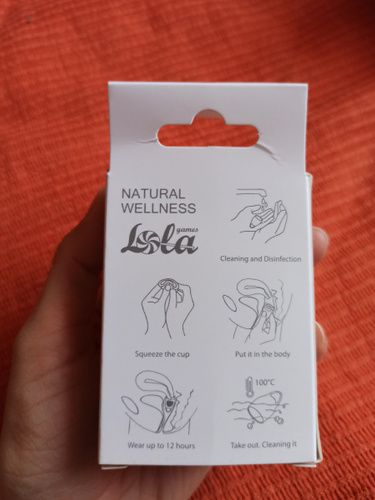 NATURAL
WELLNESS
Lola
games
Cleaning and Disinfection
Squeeze the cup
Put it in the body
100°C
Wear up to 12 hours
Take out. Cleaning it